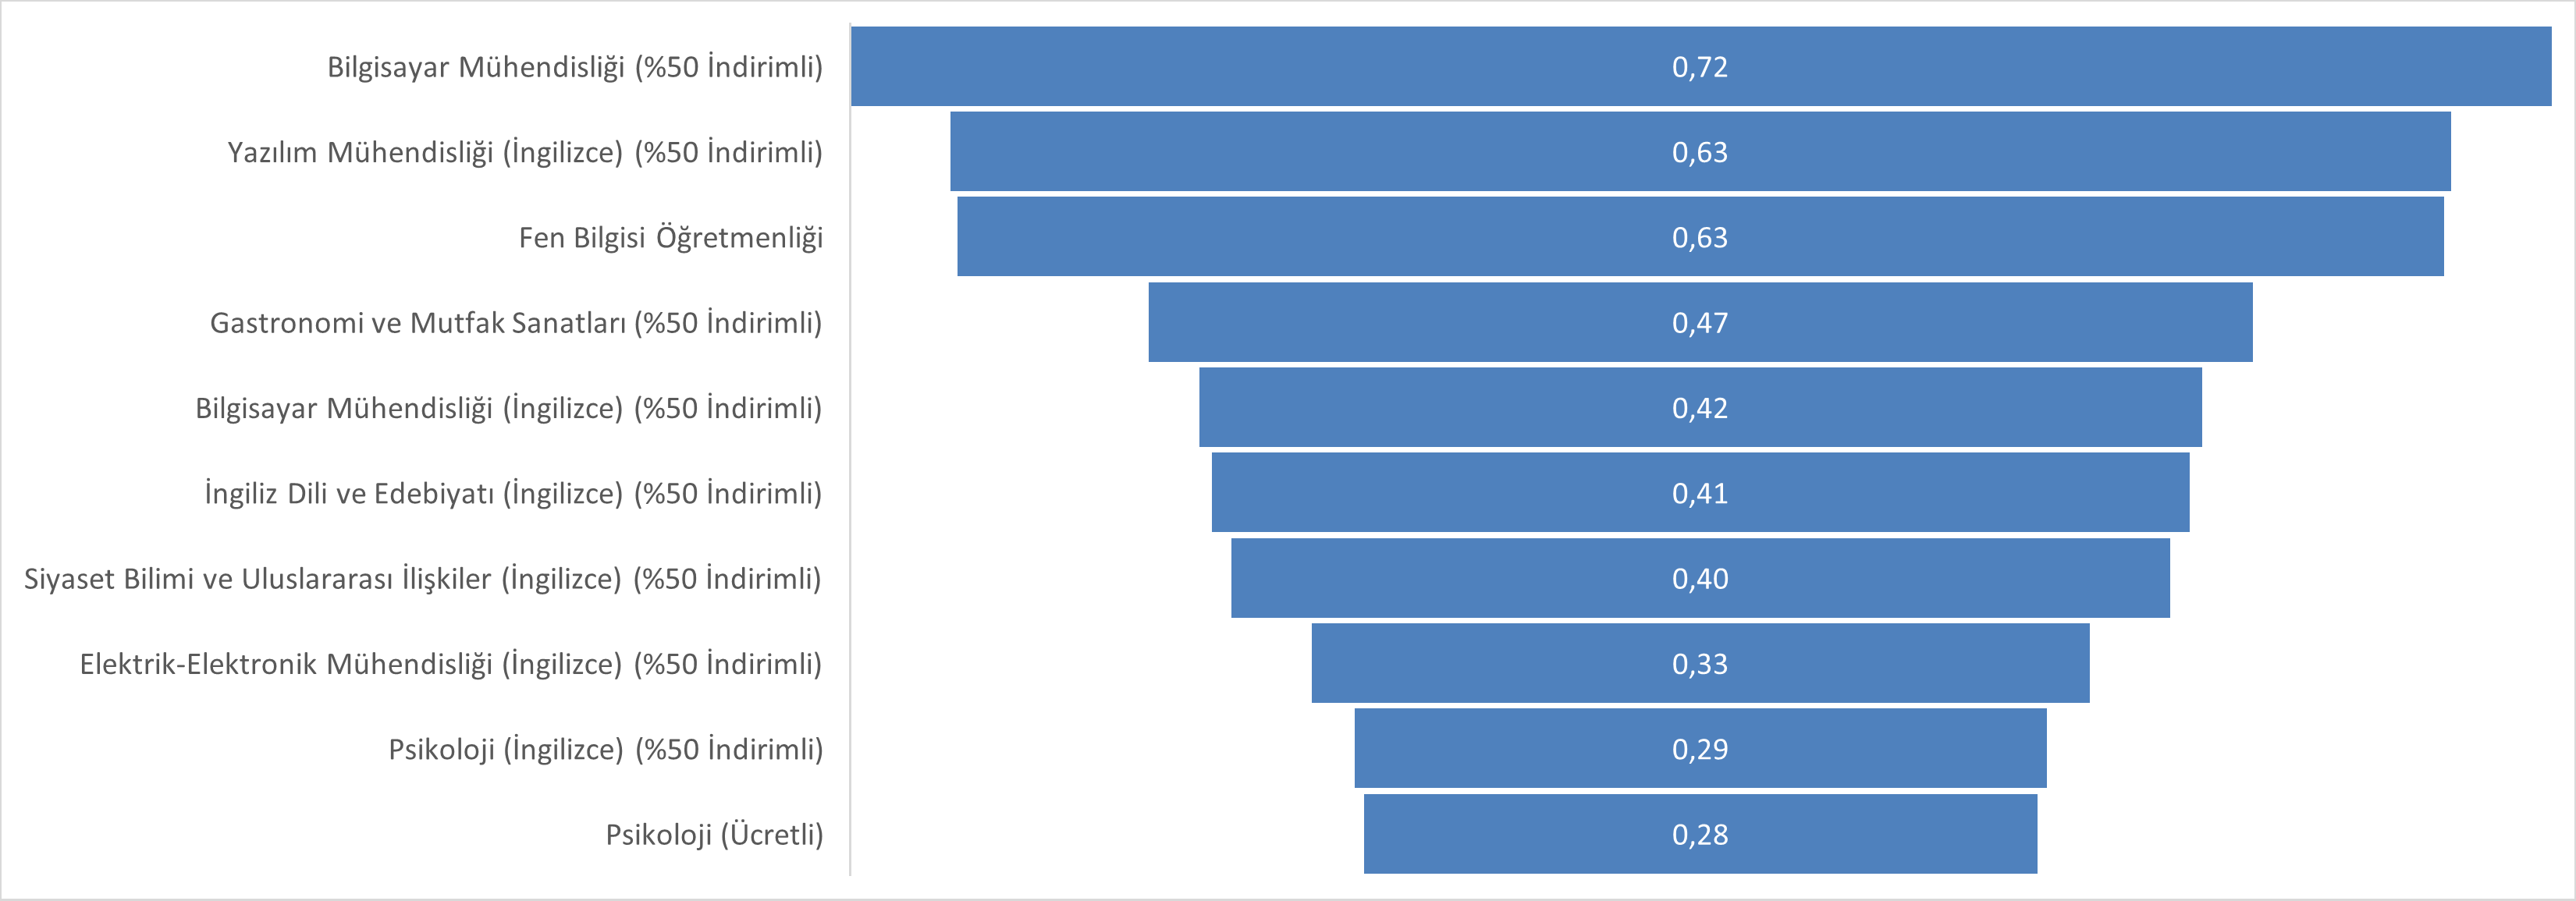 Bilgisayar Mühendisliği (%50 İndirimli) 0,72
Yazılım Mühendisliği (İngilizce) (%50 İndirimli) 0,63
Fen Bilgisi Öğretmenliği 0,63
Gastronomi ve Mutfak Sanatları (%50 İndirimli) 0,47
Bilgisayar Mühendisliği (İngilizce) (%50 İndirimli) 0,42
İngiliz Dili ve Edebiyatı (İngilizce) (%50 İndirimli) 0,41
Siyaset Bilimi ve Uluslararası İlişkiler (İngilizce) (%50 İndirimli) 0,40
Elektrik-Elektronik Mühendisliği (İngilizce) (%50 İndirimli) 0,33
Psikoloji (İngilizce) (%50 İndirimli) 0,29
Psikoloji (Ücretli) 0,28